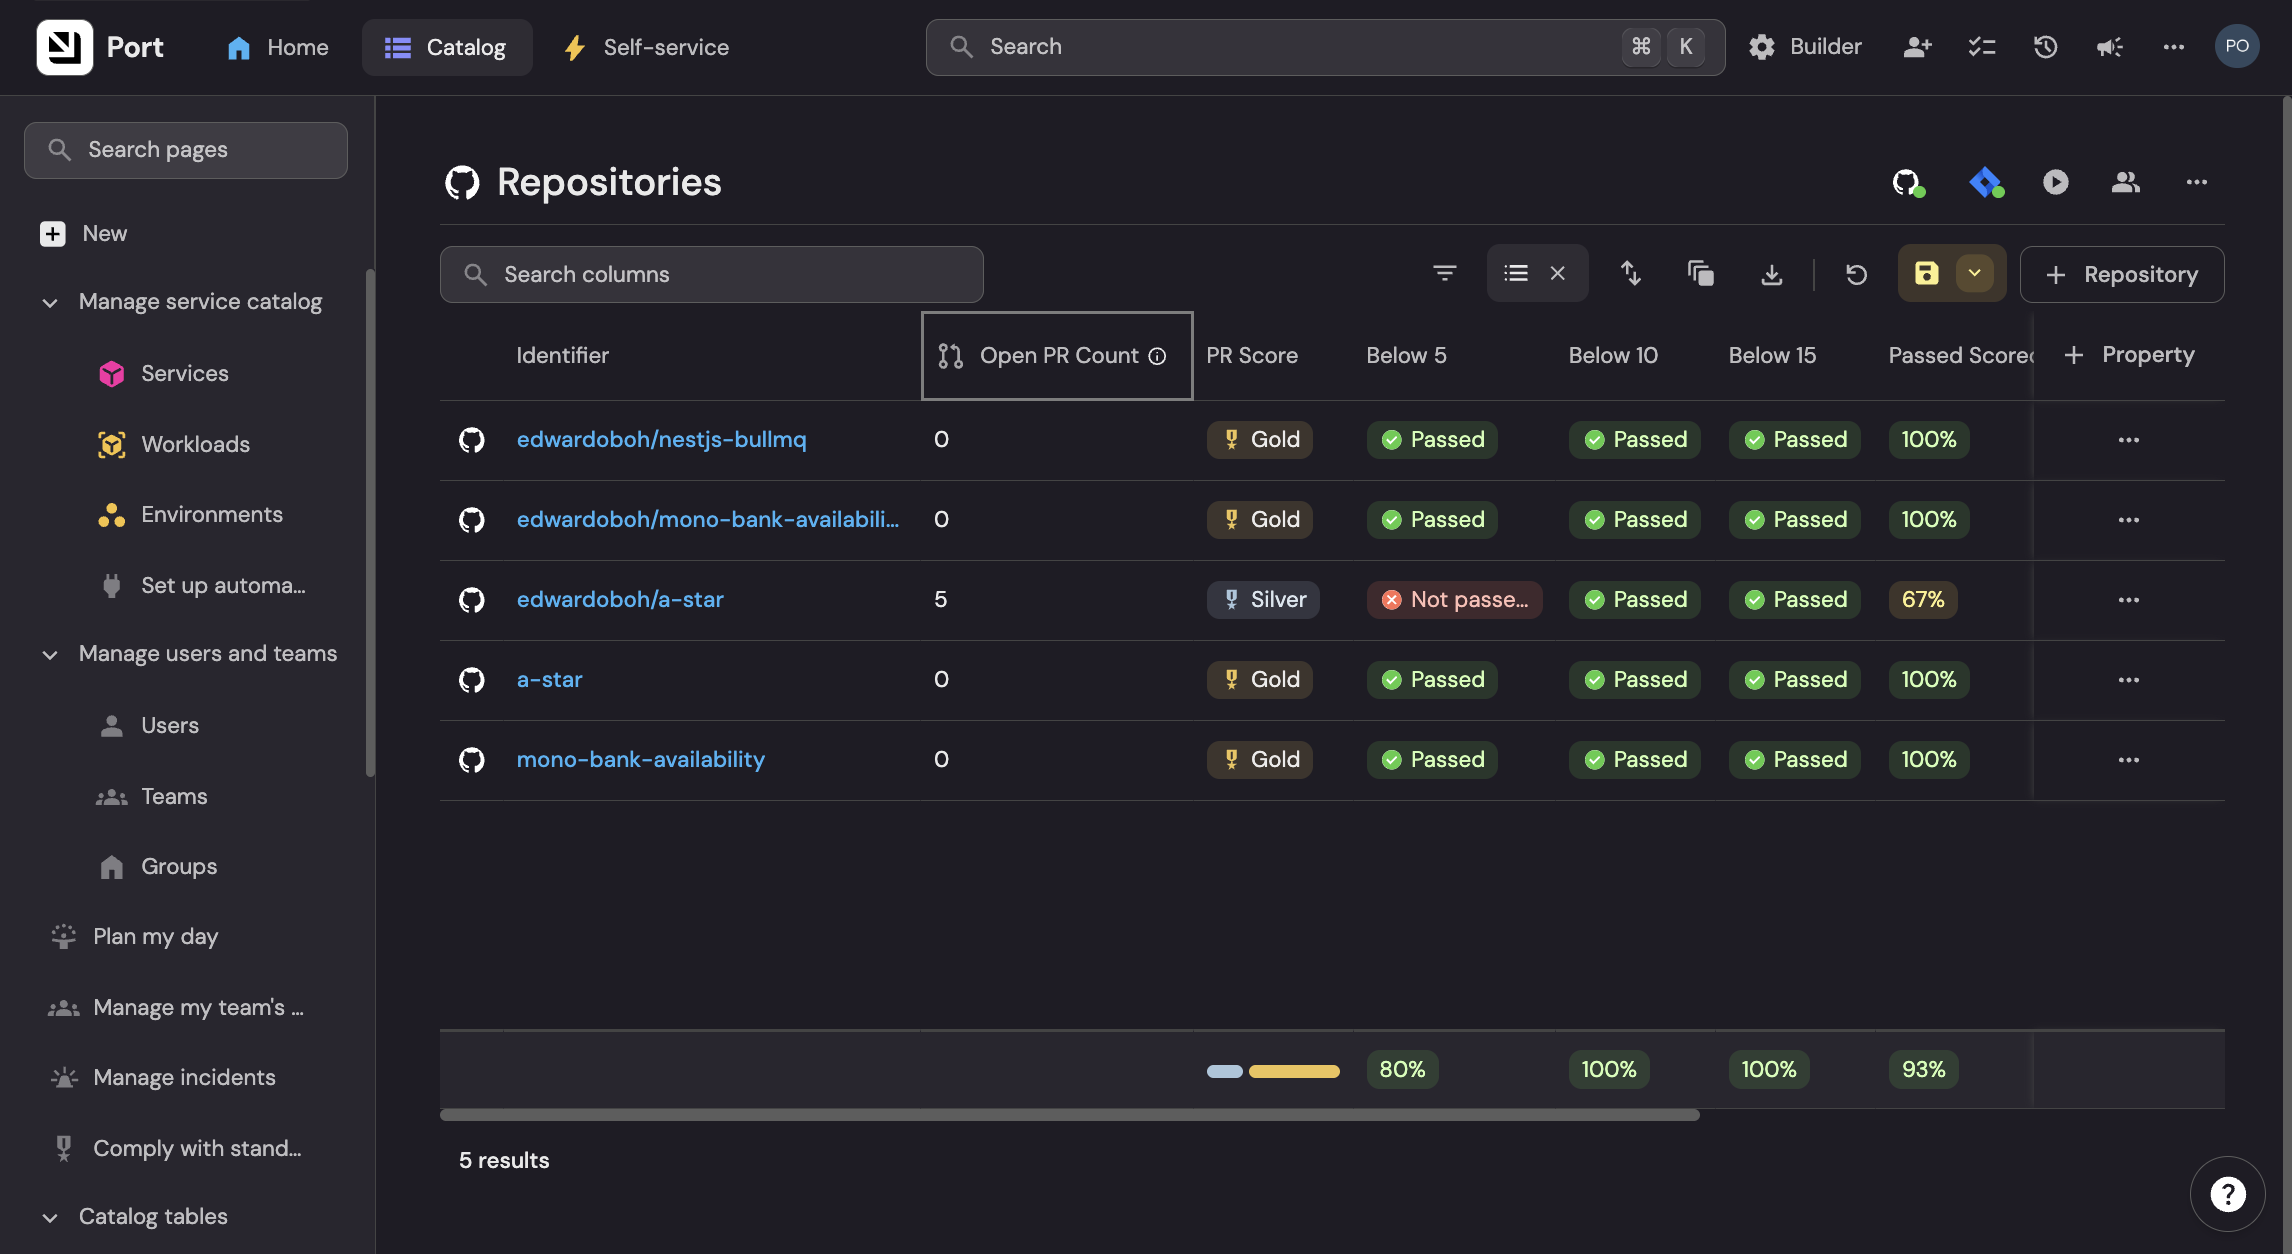 Port
Home
Catalog
Self-service
Search
⌘ K
Builder
PO
Search pages
New
Manage service catalog
Services
Workloads
Environments
Set up automa...
Manage users and teams
Users
Teams
Groups
Plan my day
Manage my team's ...
Manage incidents
Comply with stand...
Catalog tables
Repositories
Search columns
+ Repository
Identifier Open PR Count PR Score Below 5 Below 10 Below 15 Passed Scorec + Property
edwardoboh/nestjs-bullmq 0 Gold Passed Passed Passed 100%
edwardoboh/mono-bank-availabili... 0 Gold Passed Passed Passed 100%
edwardoboh/a-star 5 Silver Not passe... Passed Passed 67%
a-star 0 Gold Passed Passed Passed 100%
mono-bank-availability 0 Gold Passed Passed Passed 100%
80% 100% 100% 93%
5 results
?